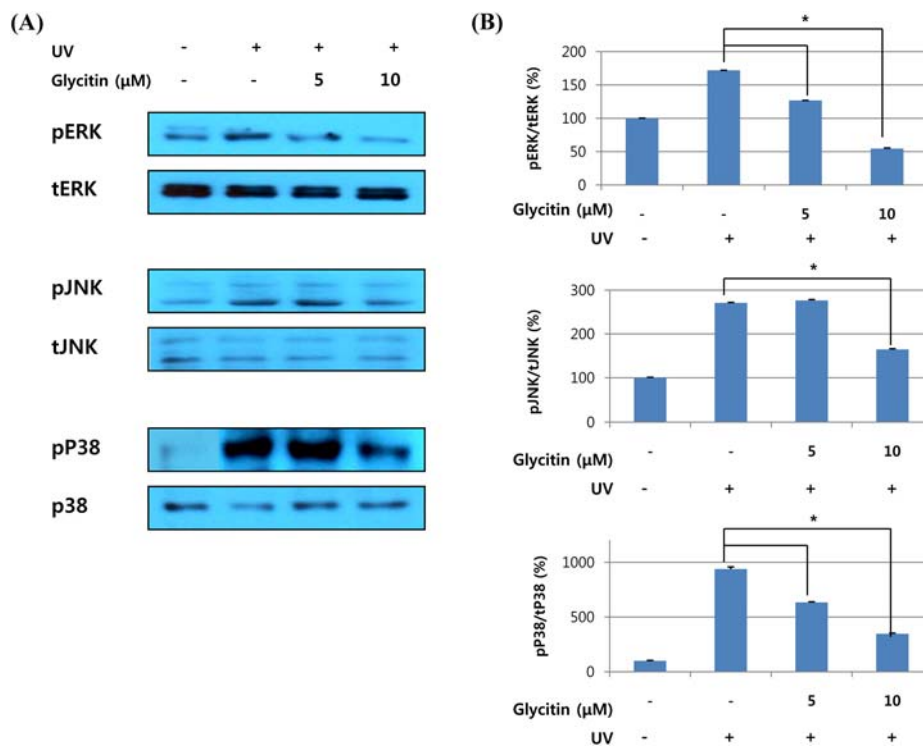 (A)
UV - + + +
Glycitin (μM) - - 5 10
pERK
tERK
pJNK
tJNK
pP38
p38
(B)
*
200
150
100
50
0
pERK/tERK (%)
Glycitin (μM) - - 5 10
UV - + + +
*
300
200
100
0
pJNK/tJNK (%)
Glycitin (μM) - - 5 10
UV - + + +
*
1000
500
0
pP38/tP38 (%)
Glycitin (μM) - - 5 10
UV - + + +